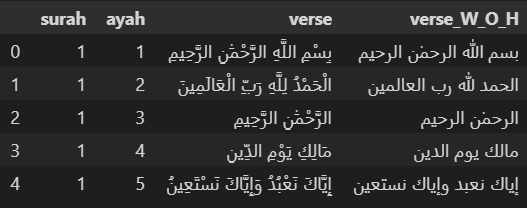 surah ayah verse verse_W_O_H
0 1 1 بِسْمِ اللَّهِ الرَّحْمَٰنِ الرَّحِيمِ بسم الله الرحمن الرحيم
1 1 2 الْحَمْدُ لِلَّهِ رَبِّ الْعَالَمِينَ الحمد لله رب العالمين
2 1 3 الرَّحْمَٰنِ الرَّحِيمِ الرحمن الرحيم
3 1 4 مَالِكِ يَوْمِ الدِّينِ مالك يوم الدين
4 1 5 إِيَّاكَ نَعْبُدُ وَإِيَّاكَ نَسْتَعِينُ إياك نعبد وإياك نستعين